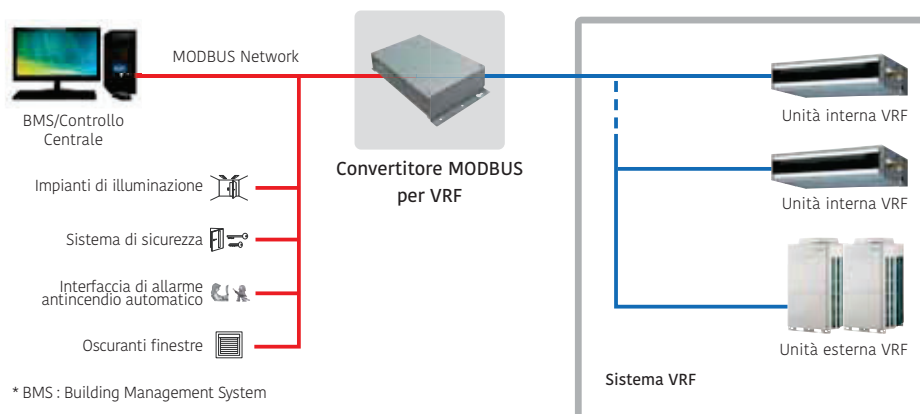 MODBUS Network
BMS/Controllo
Centrale
Convertitore MODBUS
per VRF
Impianti di illuminazione
Sistema di sicurezza
Interfaccia di allarme
antincendio automatico
Oscuranti finestre
* BMS : Building Management System
Unità interna VRF
Unità interna VRF
Unità esterna VRF
Sistema VRF